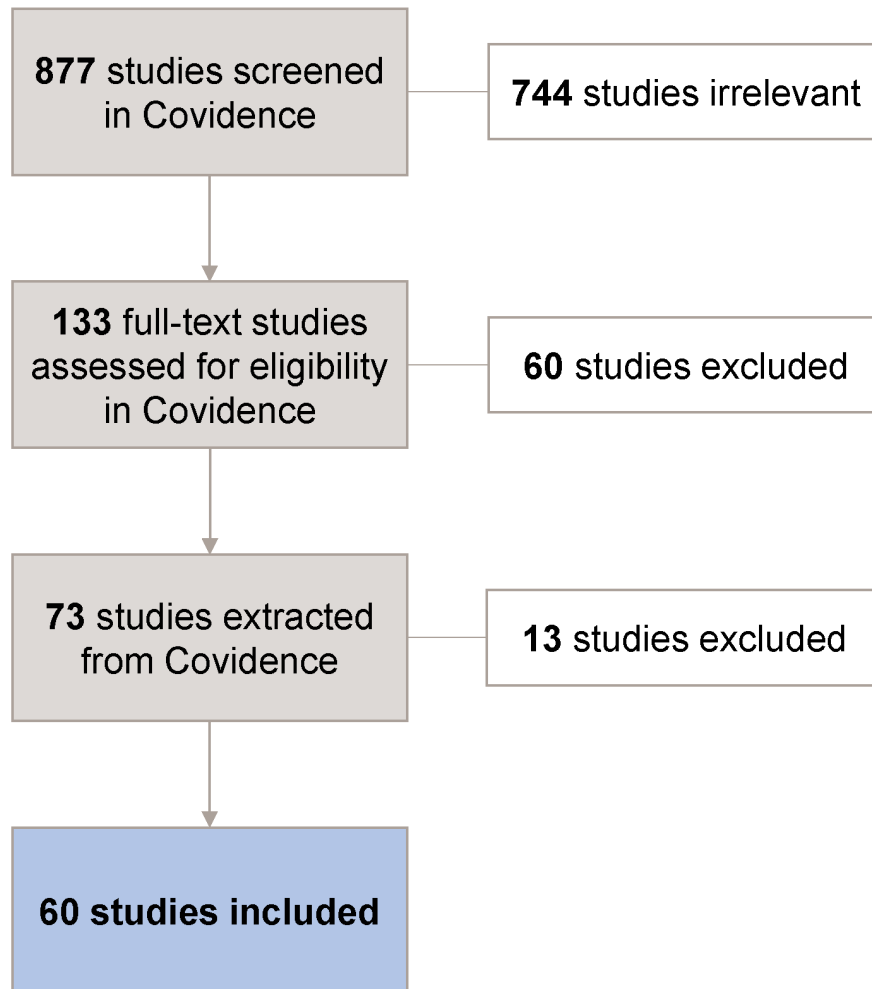 877 studies screened
in Covidence
744 studies irrelevant
133 full-text studies
assessed for eligibility
in Covidence
60 studies excluded
73 studies extracted
from Covidence
13 studies excluded
60 studies included